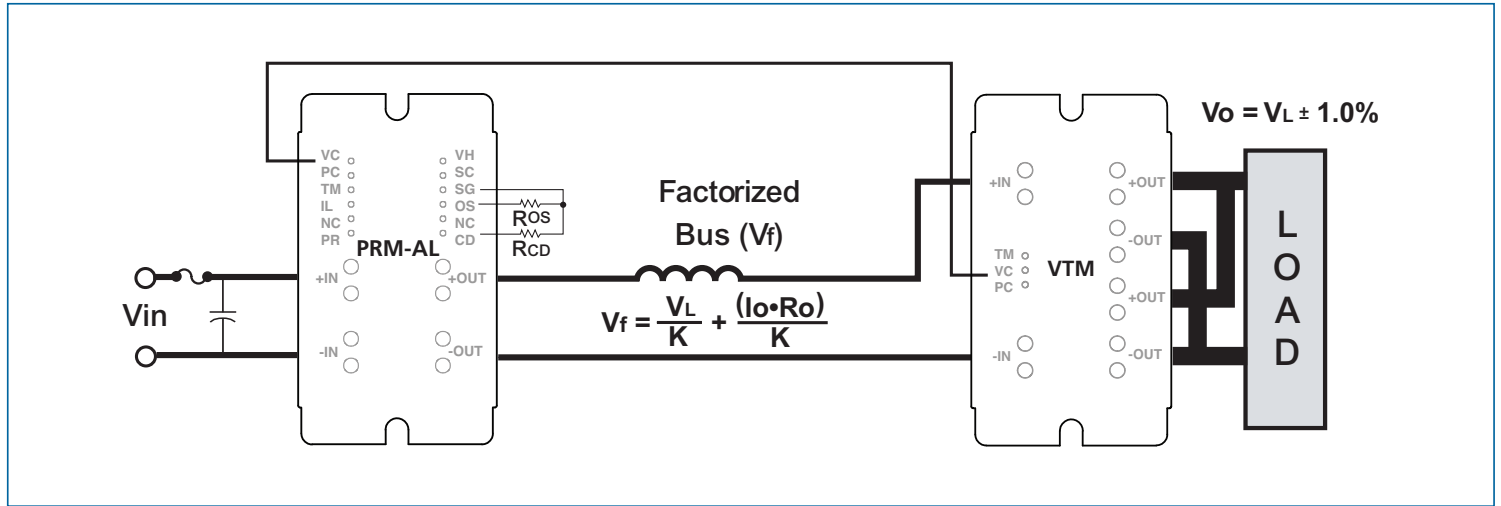 Vo = VL ± 1.0%
VC
PC
TM
IL
NC
PR
VH
SC
SG
OS
NC
CD
ROS
RCD
PRM-AL
+IN
-IN
+OUT
-OUT
Vin
Factorized
Bus (Vf)
Vf = VL/K + (Io•Ro)/K
+IN
TM
VC
PC
-IN
VTM
+OUT
-OUT
+OUT
-OUT
LOAD